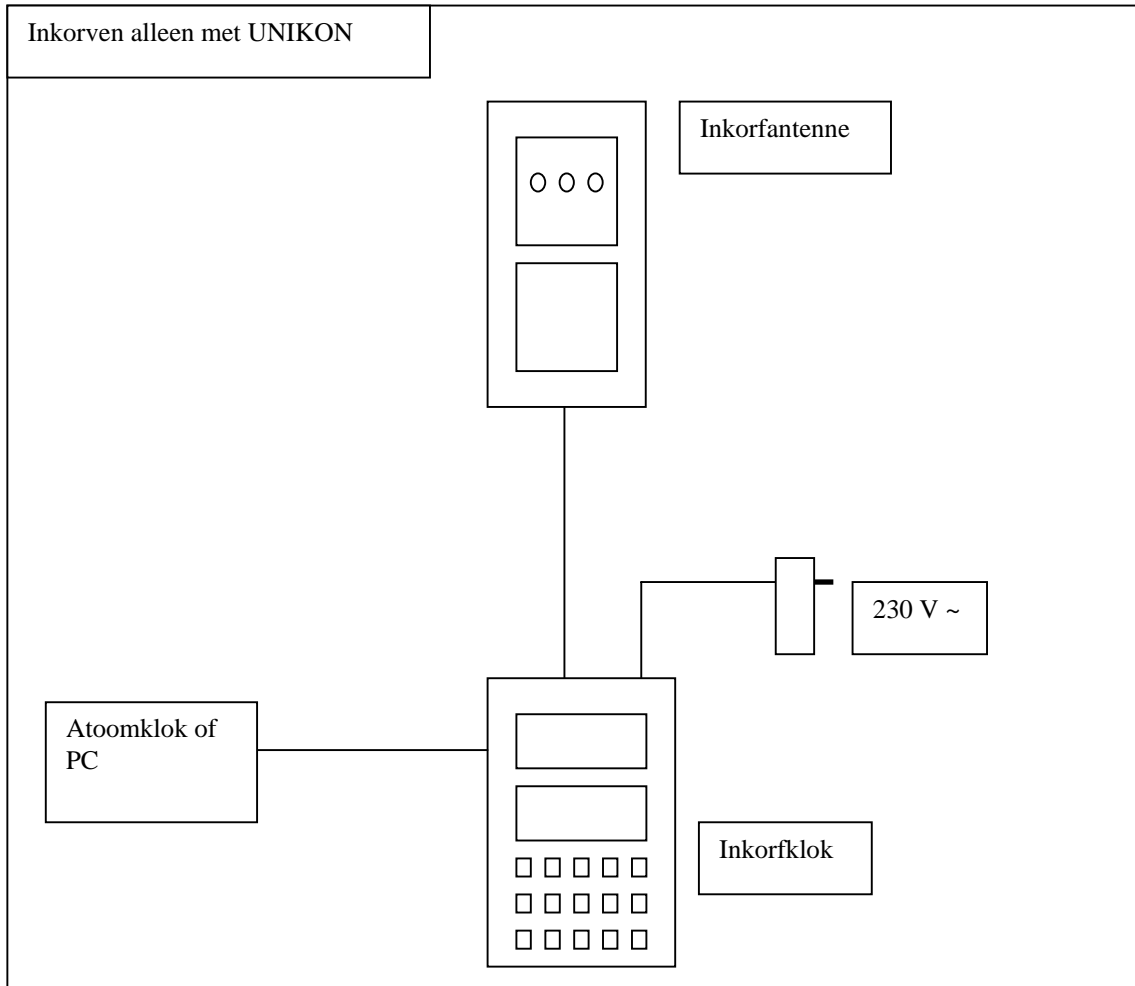 Inkorven alleen met UNIKON
Inkorfantenne
230 V ~
Atoomklok of
PC
Inkorfklok